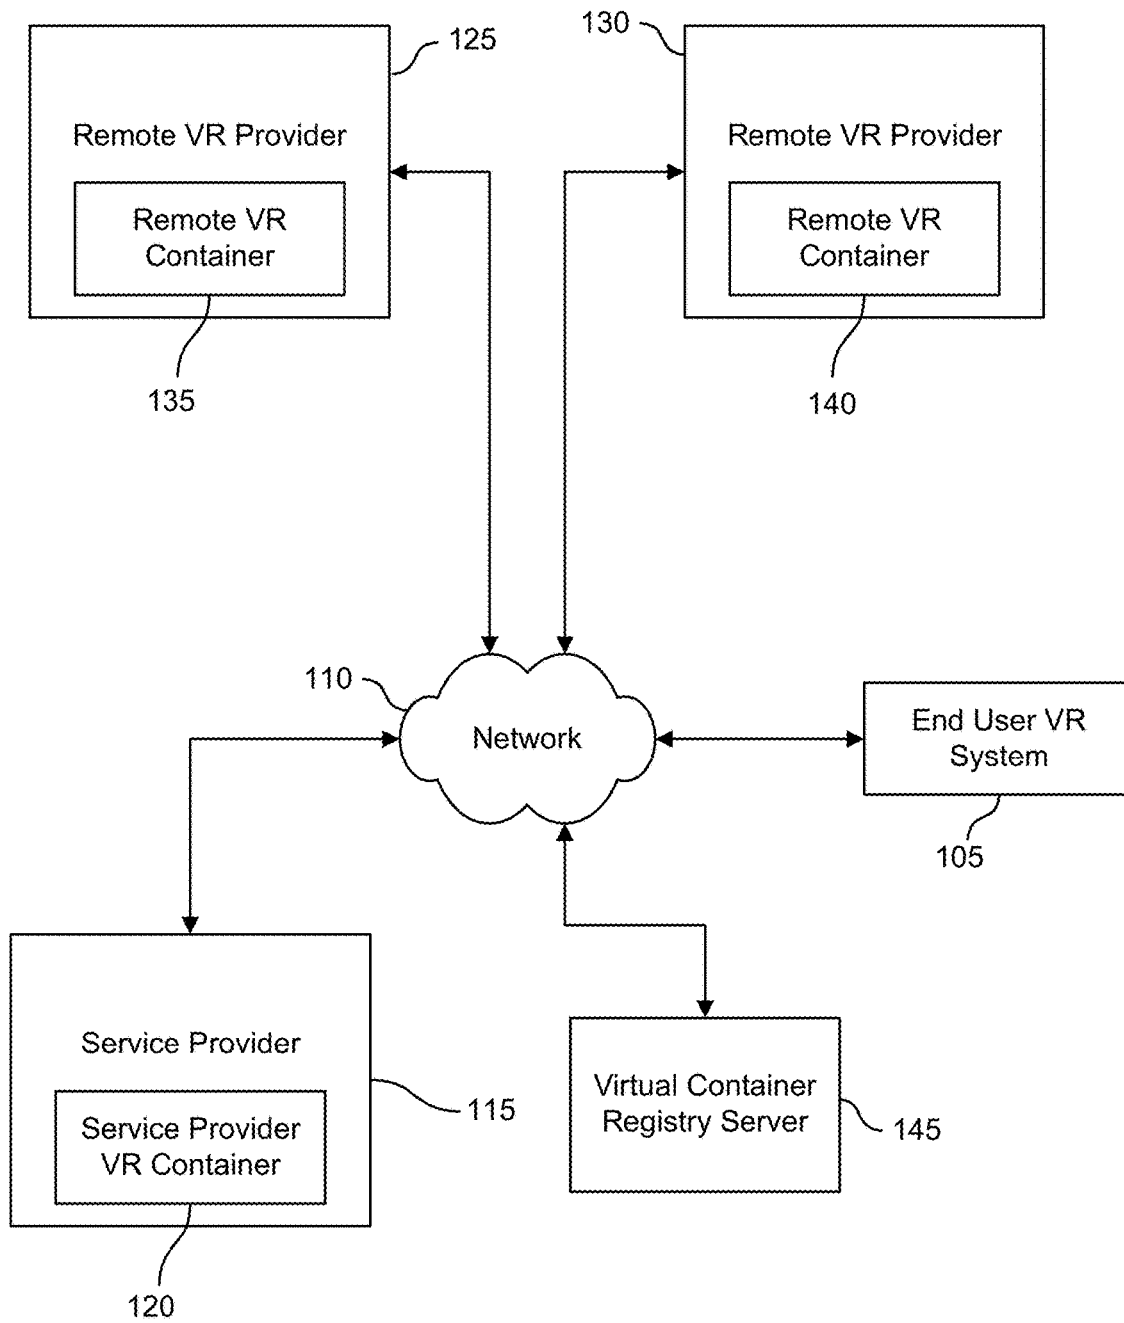 125
130
Remote VR Provider
Remote VR
Container
135
Remote VR Provider
Remote VR
Container
140
110
Network
End User VR
System
105
Service Provider
Service Provider
VR Container
115
120
Virtual Container
Registry Server
145